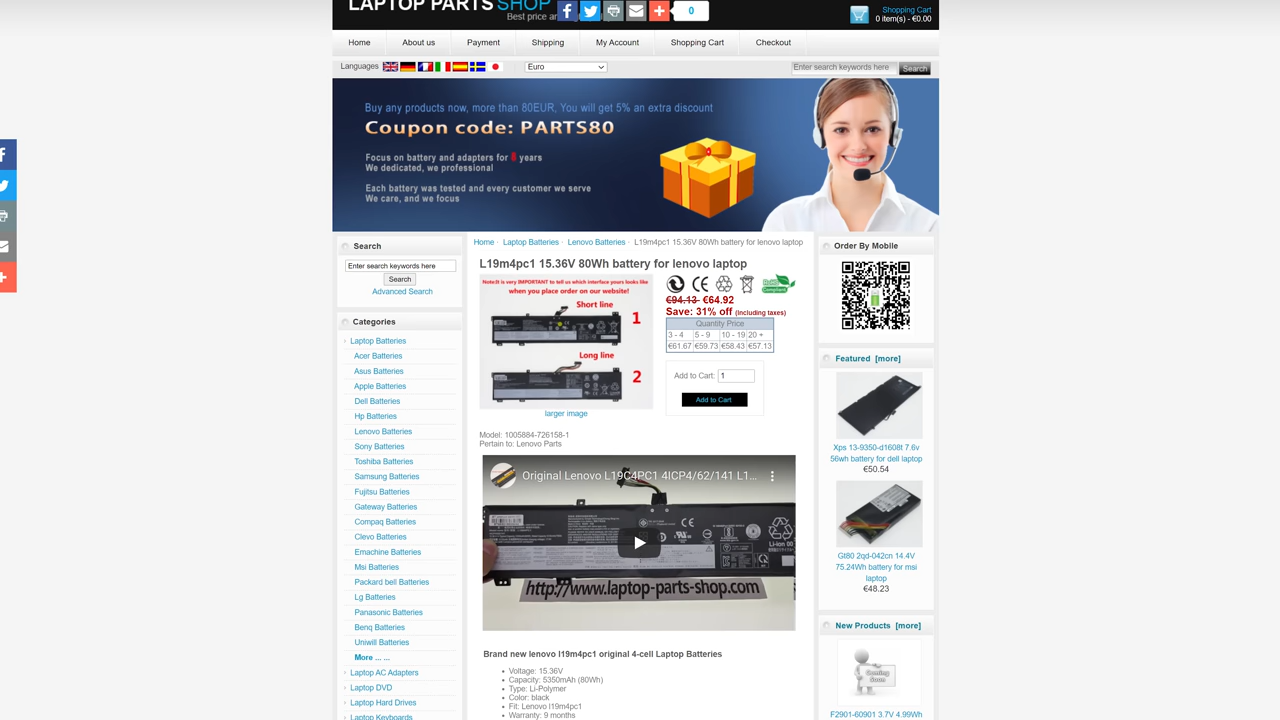 LAPTOP PARTS SHOP
Best price ar
0
Shopping Cart
0 item(s) - €0.00
Home
About us
Payment
Shipping
My Account
Shopping Cart
Checkout
Languages
Euro
Enter search keywords here
Search
Buy any products now, more than 80EUR, You will get 5% an extra discount
Coupon code: PARTS80
Focus on battery and adapters for 8 years
We dedicated, we professional
Each battery was tested and every customer we serve
We care, and we focus
Search
Enter search keywords here
Search
Advanced Search
Categories
Laptop Batteries
Acer Batteries
Asus Batteries
Apple Batteries
Dell Batteries
Hp Batteries
Lenovo Batteries
Sony Batteries
Toshiba Batteries
Samsung Batteries
Fujitsu Batteries
Gateway Batteries
Compaq Batteries
Clevo Batteries
Emachine Batteries
Msi Batteries
Packard bell Batteries
Lg Batteries
Panasonic Batteries
Benq Batteries
Uniwill Batteries
More ... ...
Laptop AC Adapters
Laptop DVD
Laptop Hard Drives
Laptop Keyboards
Home · Laptop Batteries · Lenovo Batteries · L19m4pc1 15.36V 80Wh battery for lenovo laptop
L19m4pc1 15.36V 80Wh battery for lenovo laptop
Note:It is very IMPORTANT to tell us which interface yours looks like
when you place order on our website!
Short line
1
Long line
2
larger image
RoHS
Compliant
€94.13 €64.92
Save: 31% off (Including taxes)
Quantity Price
3 - 4 5 - 9 10 - 19 20 +
€61.67 €59.73 €58.43 €57.13
Add to Cart: 1
Add to Cart
Model: 1005884-726158-1
Pertain to: Lenovo Parts
Original Lenovo L19C4PC1 4ICP4/62/141 L1...
Li-ion 00
http://www.laptop-parts-shop.com
Brand new lenovo l19m4pc1 original 4-cell Laptop Batteries
Voltage: 15.36V
Capacity: 5350mAh (80Wh)
Type: Li-Polymer
Color: black
Fit: Lenovo l19m4pc1
Warranty: 9 months
Order By Mobile
Featured [more]
Xps 13-9350-d1608t 7.6v
56wh battery for dell laptop
€50.54
Gt80 2qd-042cn 14.4V
75.24Wh battery for msi
laptop
€48.23
New Products [more]
Coming
Soon
F2901-60901 3.7V 4.99Wh